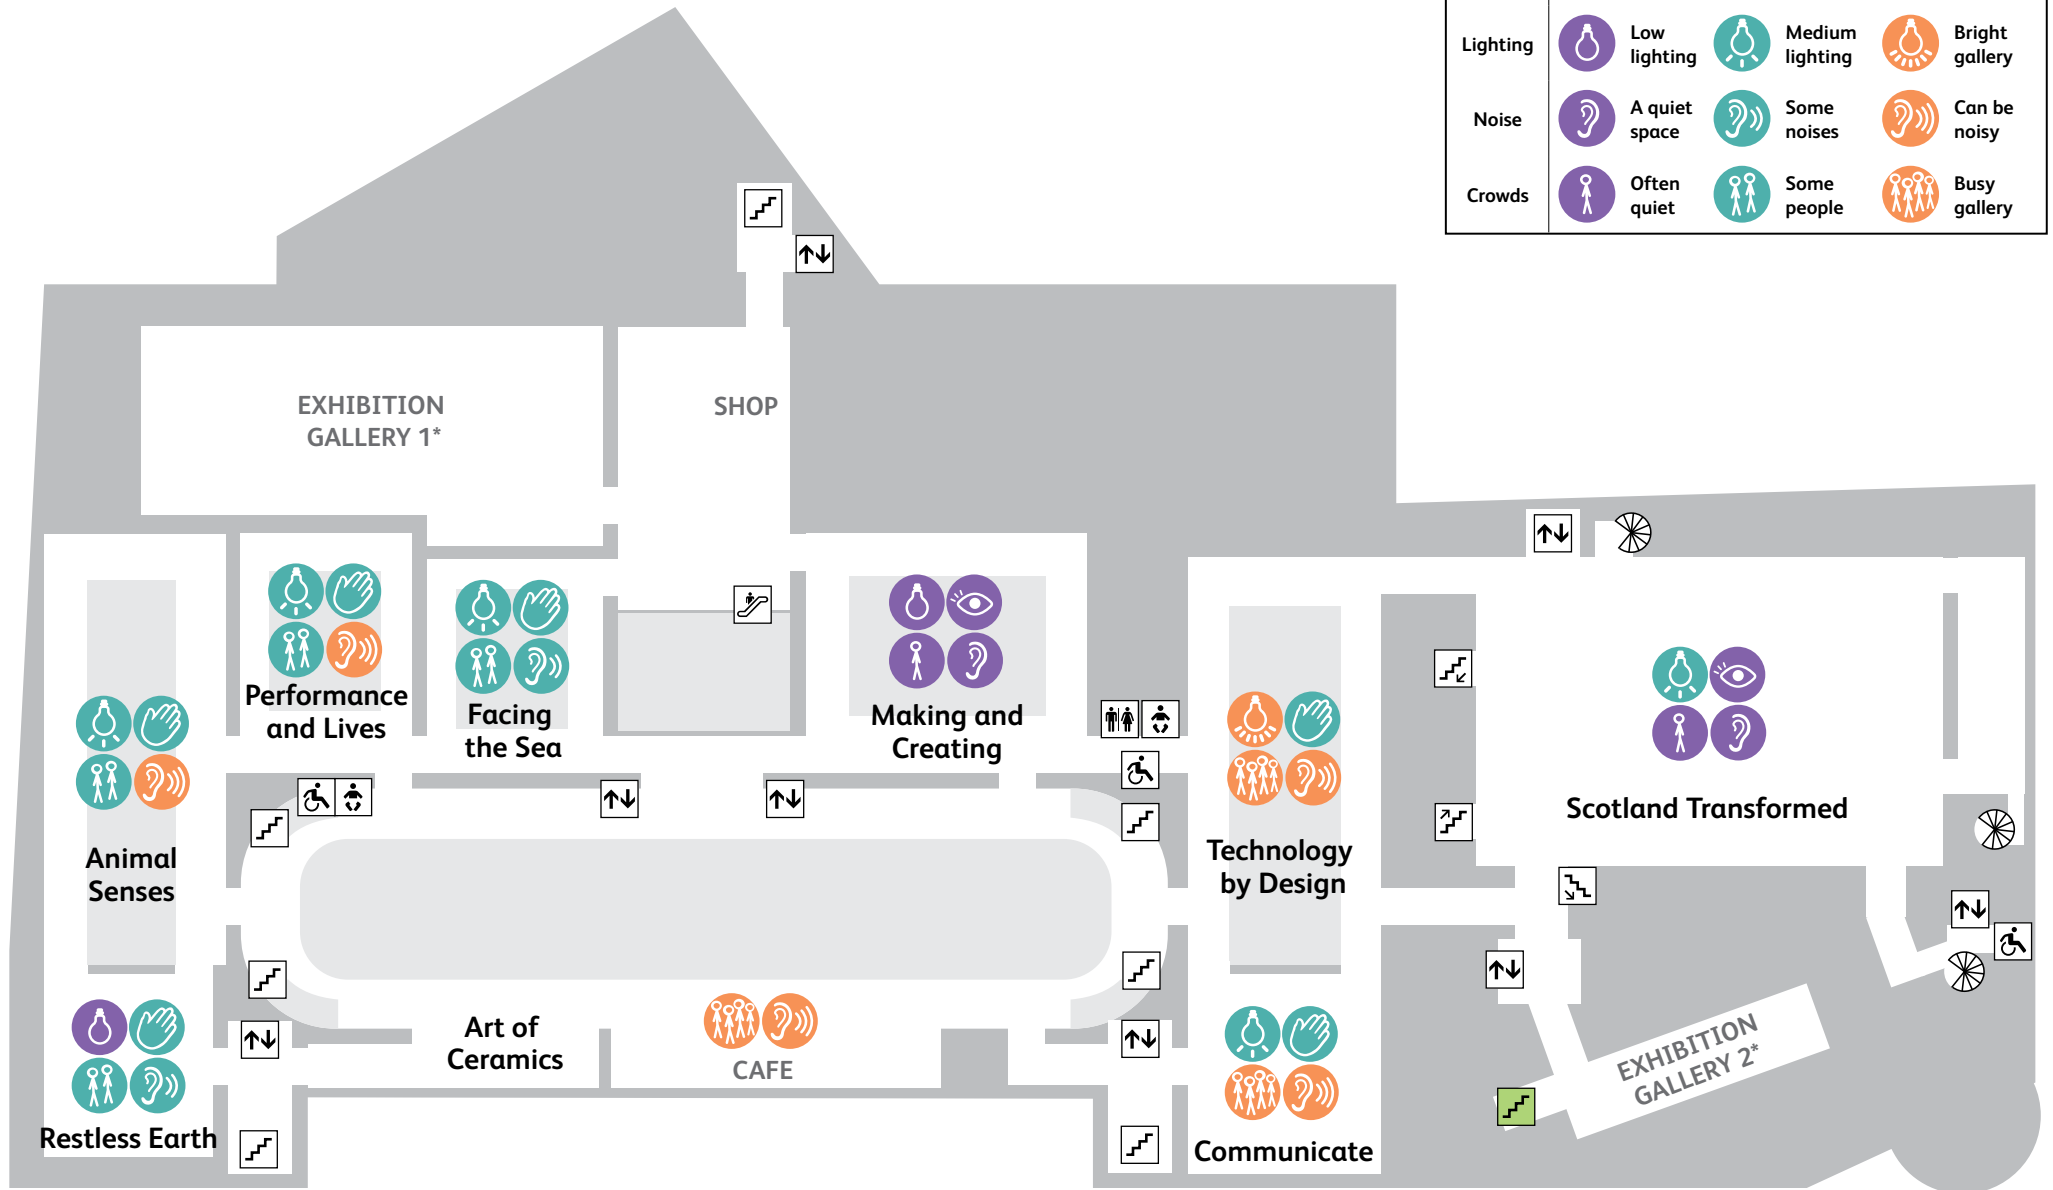 Lighting
Low
lighting
Medium
lighting
Bright
gallery
Noise
A quiet
space
Some
noises
Can be
noisy
Crowds
Often
quiet
Some
people
Busy
gallery
EXHIBITION
GALLERY 1*
SHOP
Performance
and Lives
Facing
the Sea
Making and
Creating
Animal
Senses
Technology
by Design
Scotland Transformed
Art of
Ceramics
CAFE
EXHIBITION
GALLERY 2*
Restless Earth
Communicate